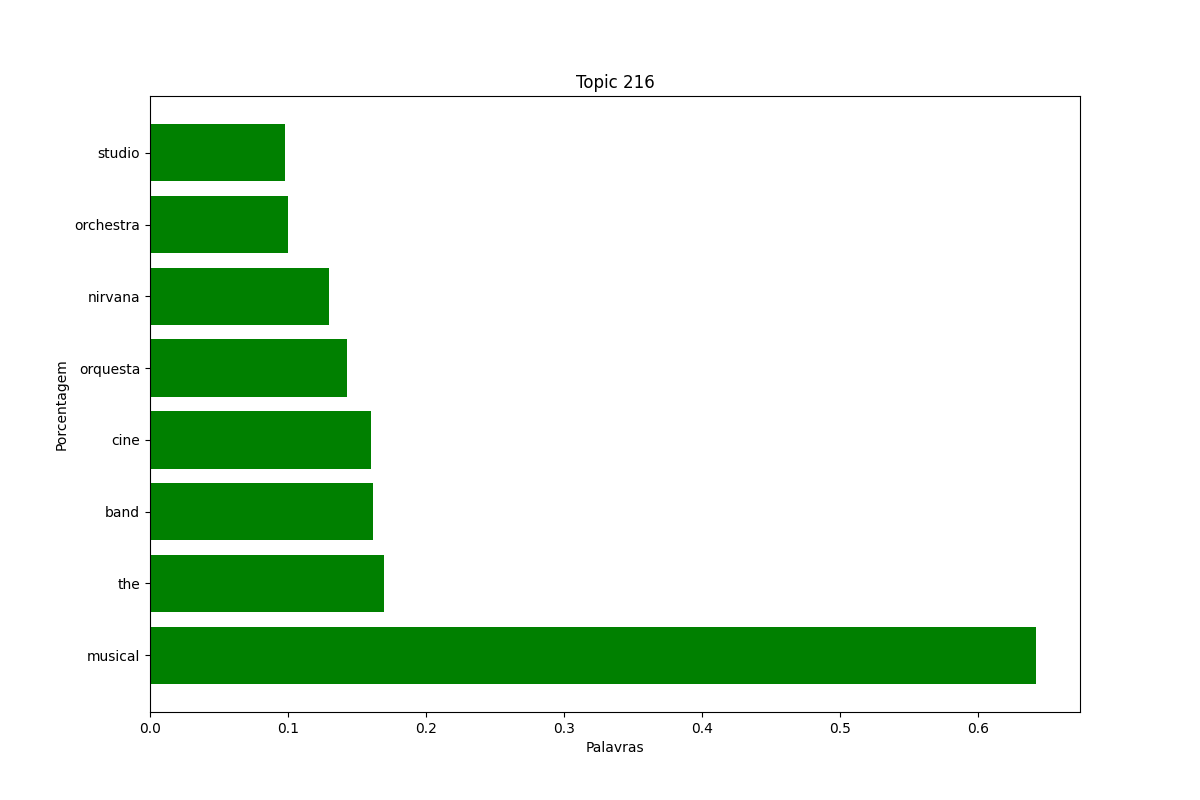 Topic 216
studio
orchestra
nirvana
orquesta
cine
band
the
musical
Porcentagem
0.0 0.1 0.2 0.3 0.4 0.5 0.6
Palavras